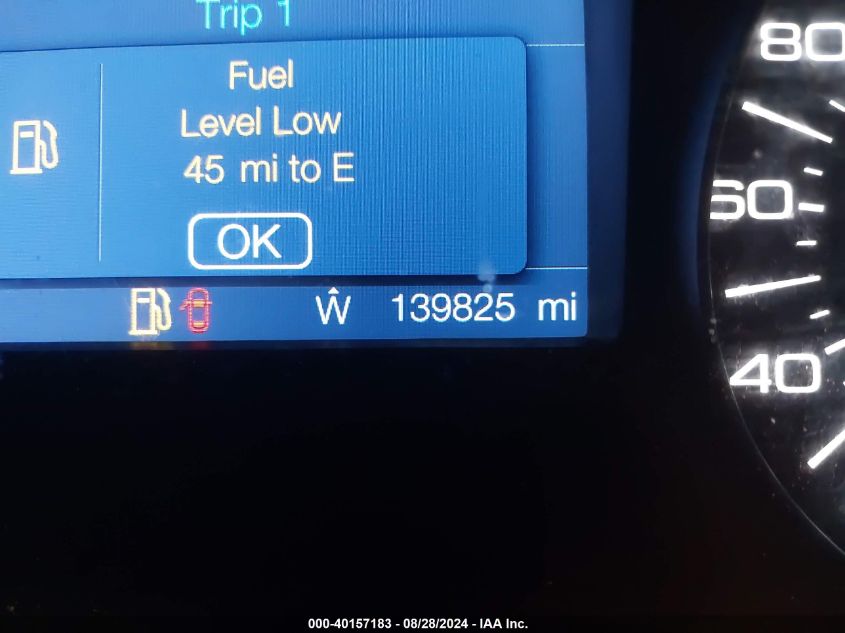 Trip 1
Fuel
Level Low
45 mi to E
OK
W 139825 mi
80
60
40
000-40157183 - 08/28/2024 - IAA Inc.